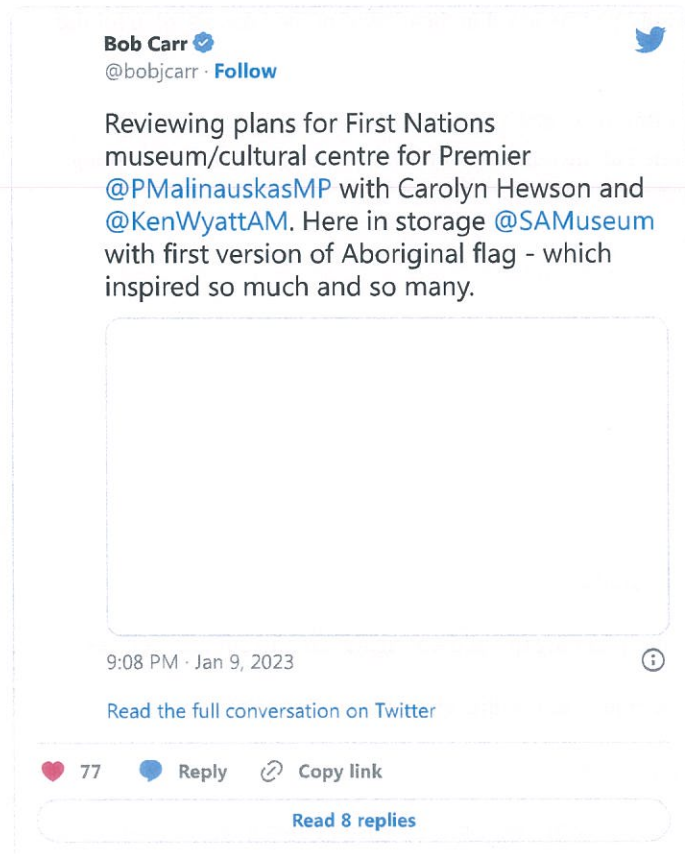 Bob Carr
@bobjcarr · Follow
Reviewing plans for First Nations
museum/cultural centre for Premier
@PMalinauskasMP with Carolyn Hewson and
@KenWyattAM. Here in storage @SAMuseum
with first version of Aboriginal flag - which
inspired so much and so many.
9:08 PM · Jan 9, 2023
Read the full conversation on Twitter
77 Reply Copy link
Read 8 replies